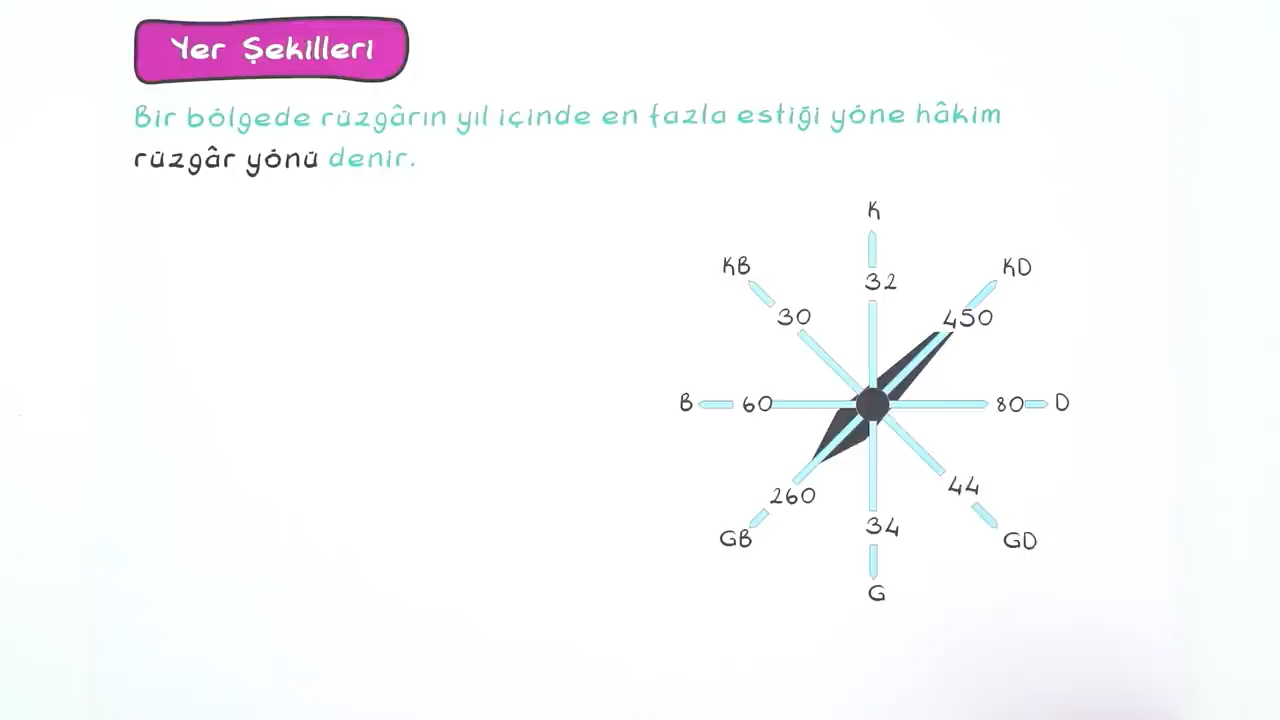 Yer Şekilleri
Bir bölgede rüzgârın yıl içinde en fazla estiği yöne hâkim
rüzgâr yönü denir.
K
KB
KD
32
30
450
B
60
80
D
260
44
34
GB
GD
G